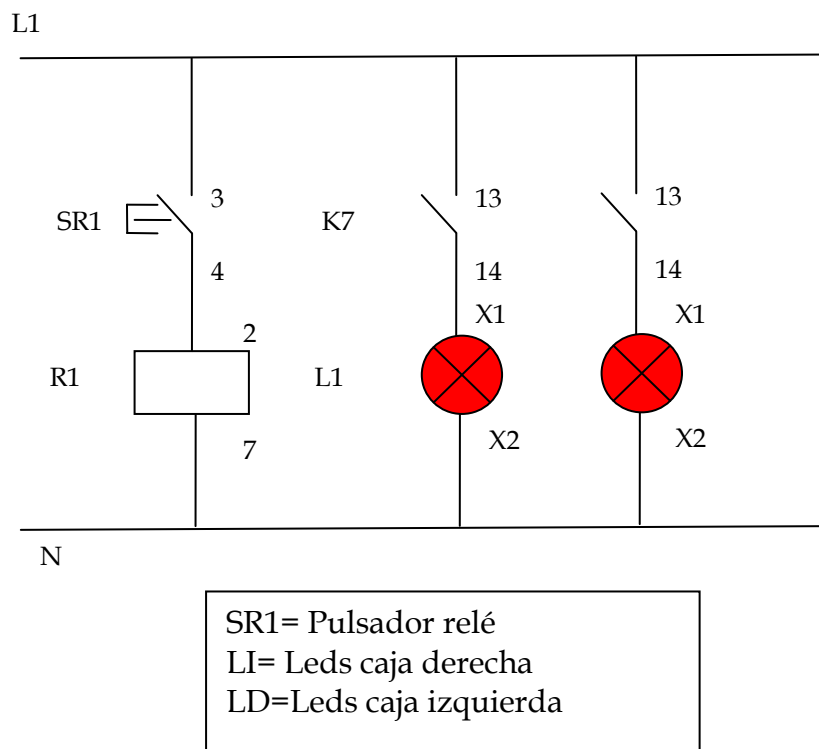 L1
3
13
13
SR1
K7
4
14
14
2
X1
X1
R1
L1
7
X2
X2
N
SR1= Pulsador relé
LI= Leds caja derecha
LD=Leds caja izquierda